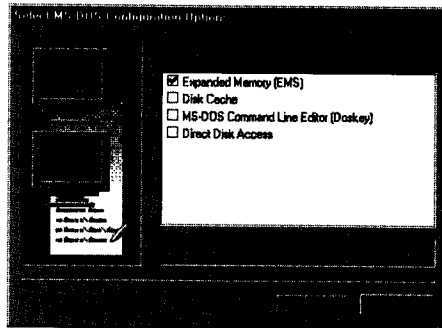 Select MS-DOS Configuration Options
Expanded Memory (EMS)
Disk Cache
MS-DOS Command Line Editor (Doskey)
Direct Disk Access